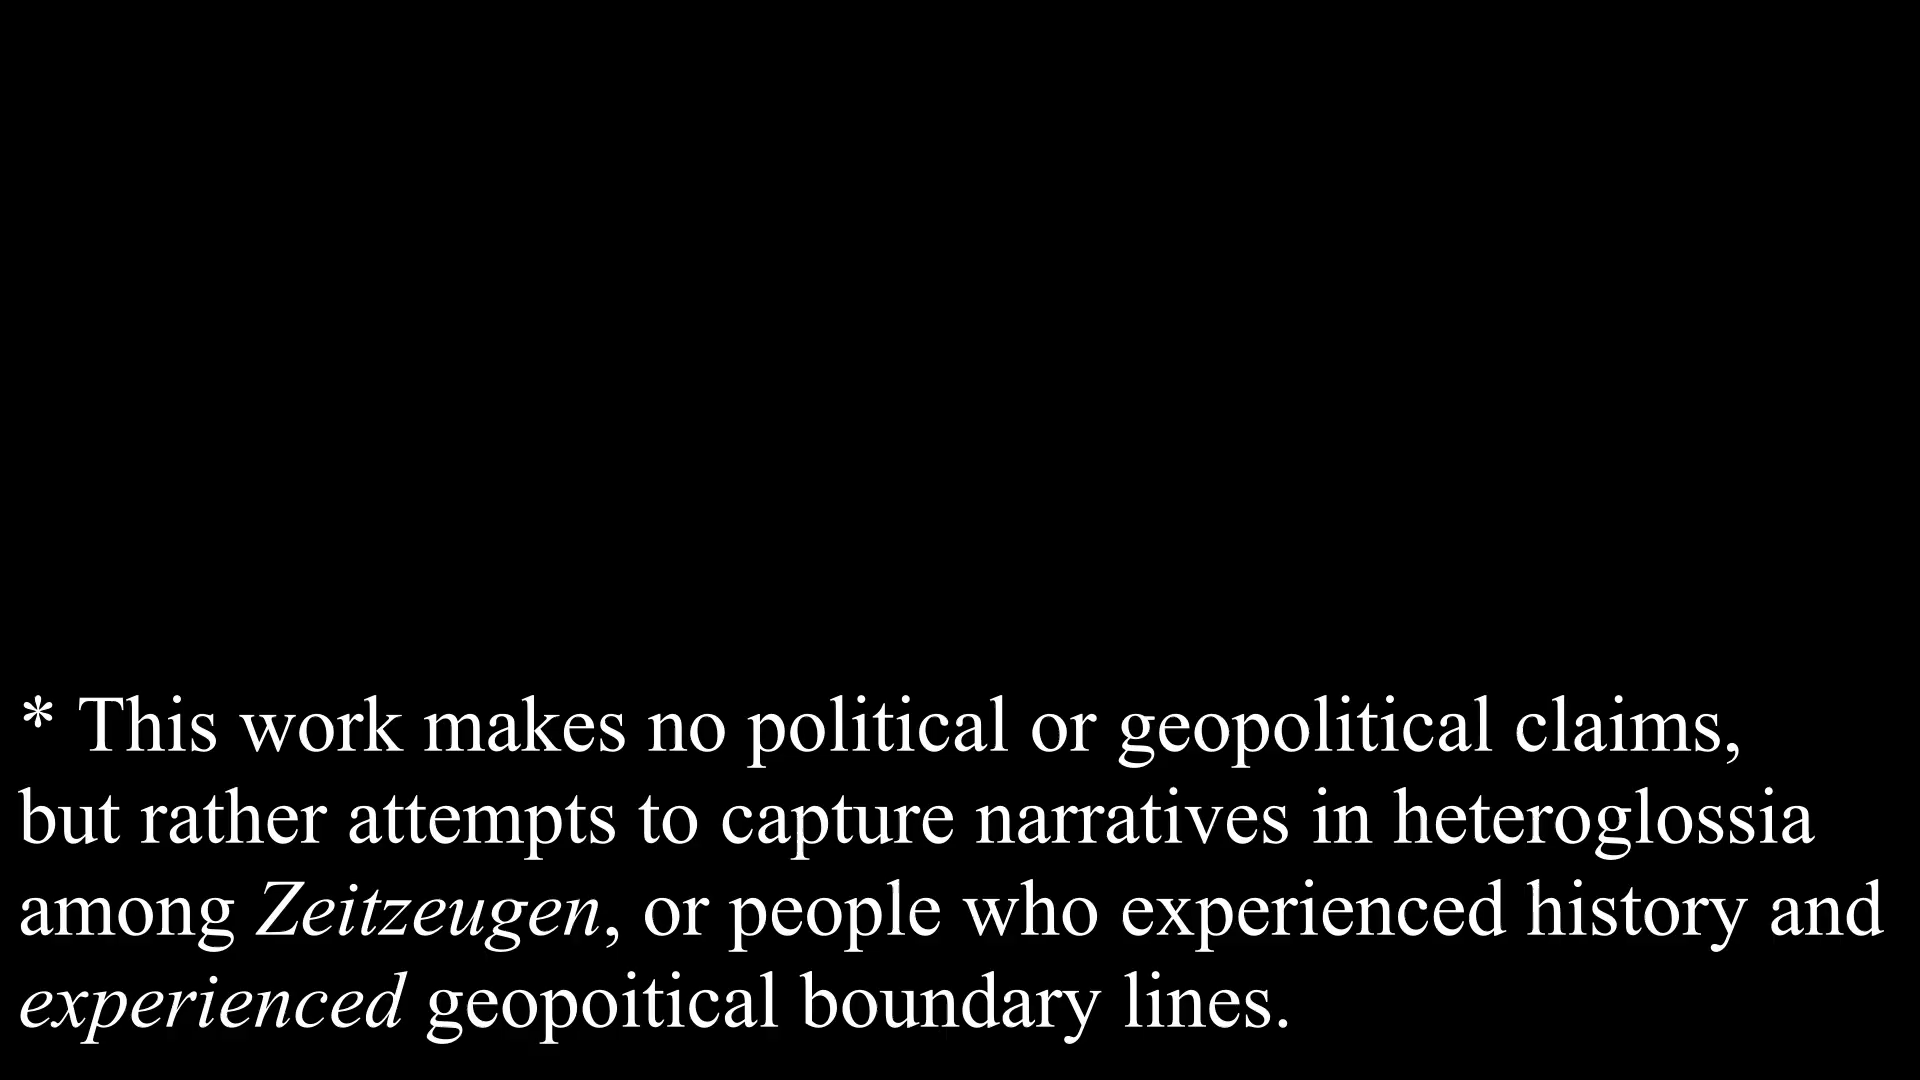 * This work makes no political or geopolitical claims,
but rather attempts to capture narratives in heteroglossia
among Zeitzeugen, or people who experienced history and
experienced geopoitical boundary lines.